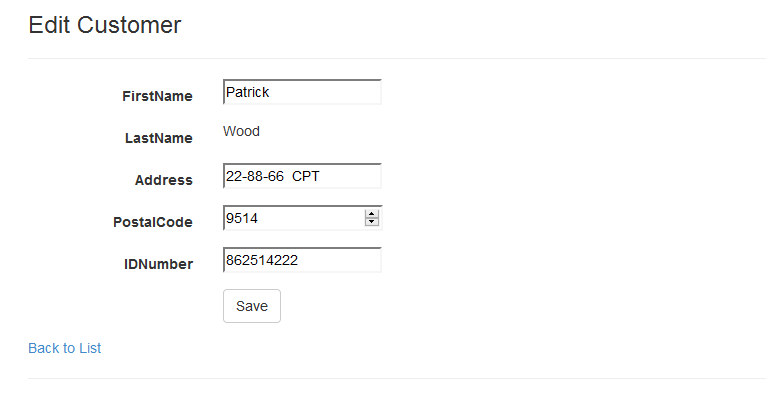 Edit Customer
FirstName Patrick
LastName Wood
Address 22-88-66  CPT
PostalCode 9514
IDNumber 862514222
Save
Back to List